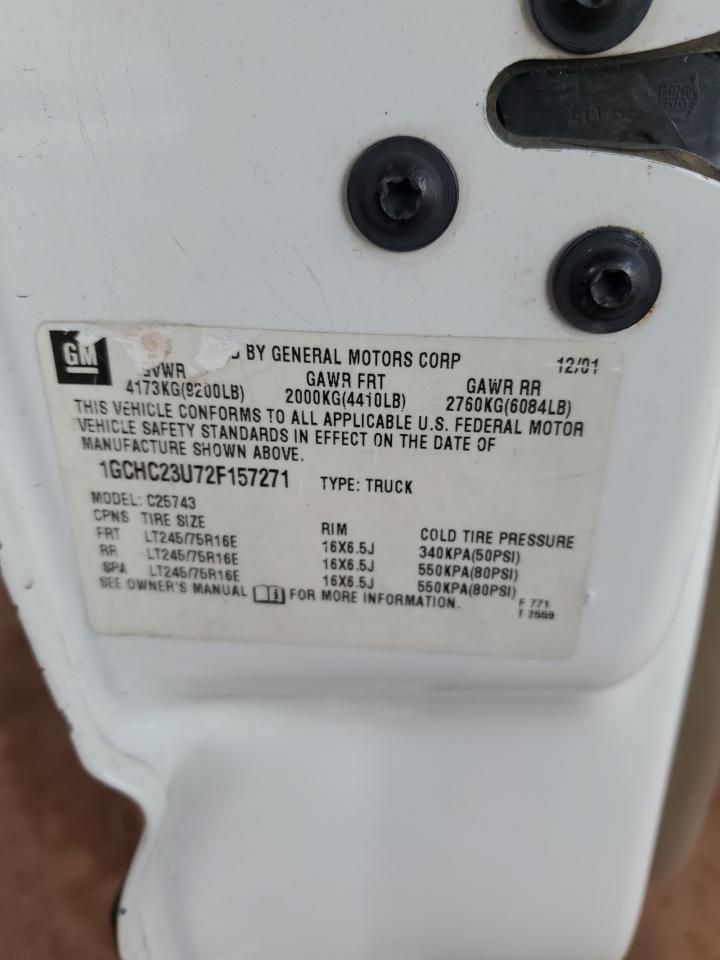 GM
D BY GENERAL MOTORS CORP 12/01
GVWR GAWR FRT GAWR RR
4173KG(9200LB) 2000KG(4410LB) 2760KG(6084LB)
THIS VEHICLE CONFORMS TO ALL APPLICABLE U.S. FEDERAL MOTOR
VEHICLE SAFETY STANDARDS IN EFFECT ON THE DATE OF
MANUFACTURE SHOWN ABOVE.
1GCHC23U72F157271 TYPE: TRUCK
MODEL: C25743
CPNS TIRE SIZE RIM COLD TIRE PRESSURE
FRT LT245/75R16E 16X6.5J 340KPA(50PSI)
RR LT245/75R16E 16X6.5J 550KPA(80PSI)
SPA LT245/75R16E 16X6.5J 550KPA(80PSI)
SEE OWNER'S MANUAL i FOR MORE INFORMATION.
F 771
T 2559